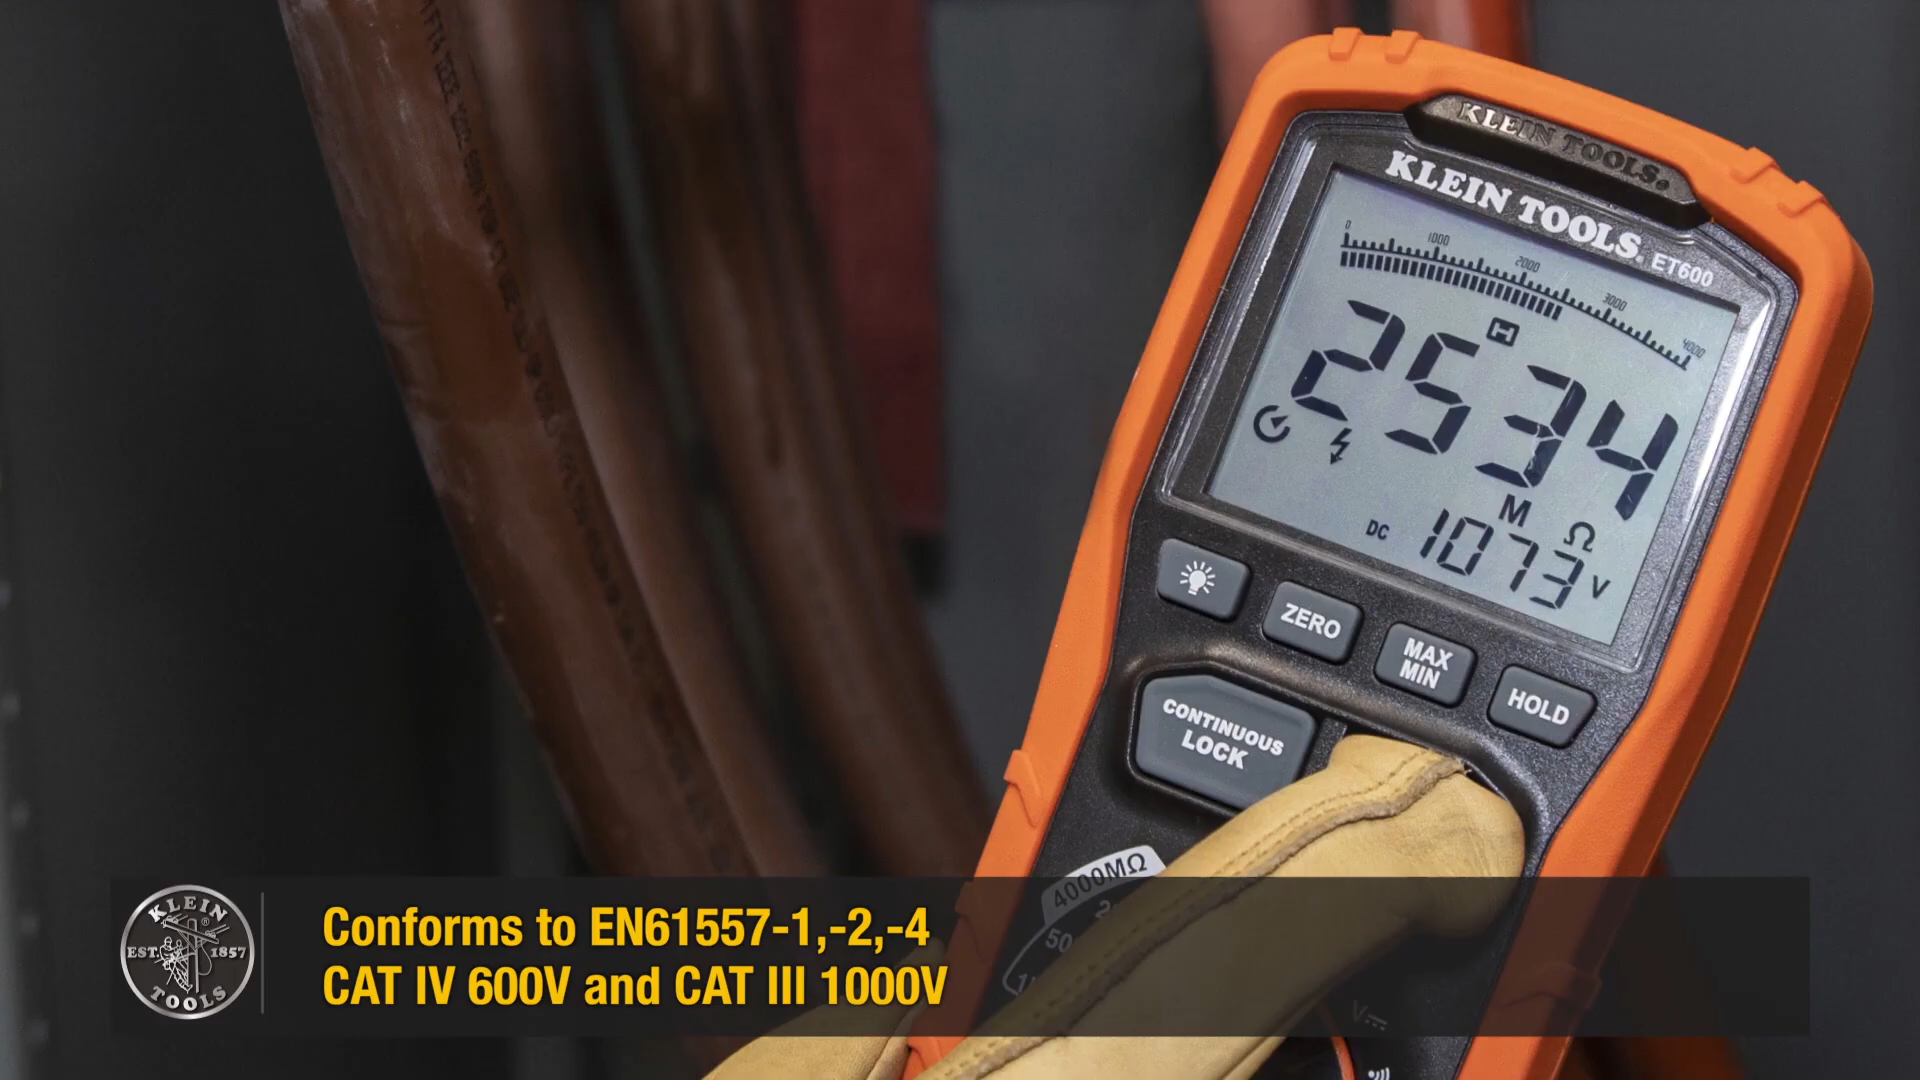 KLEIN TOOLS®
KLEIN TOOLS® ET600
0 1000 2000 3000 4000
H
2534
M Ω
DC 1073 V
ZERO
MAX
MIN
HOLD
CONTINUOUS
LOCK
4000MΩ
50
KLEIN
®
EST. 1857
TOOLS
Conforms to EN61557-1,-2,-4
CAT IV 600V and CAT III 1000V